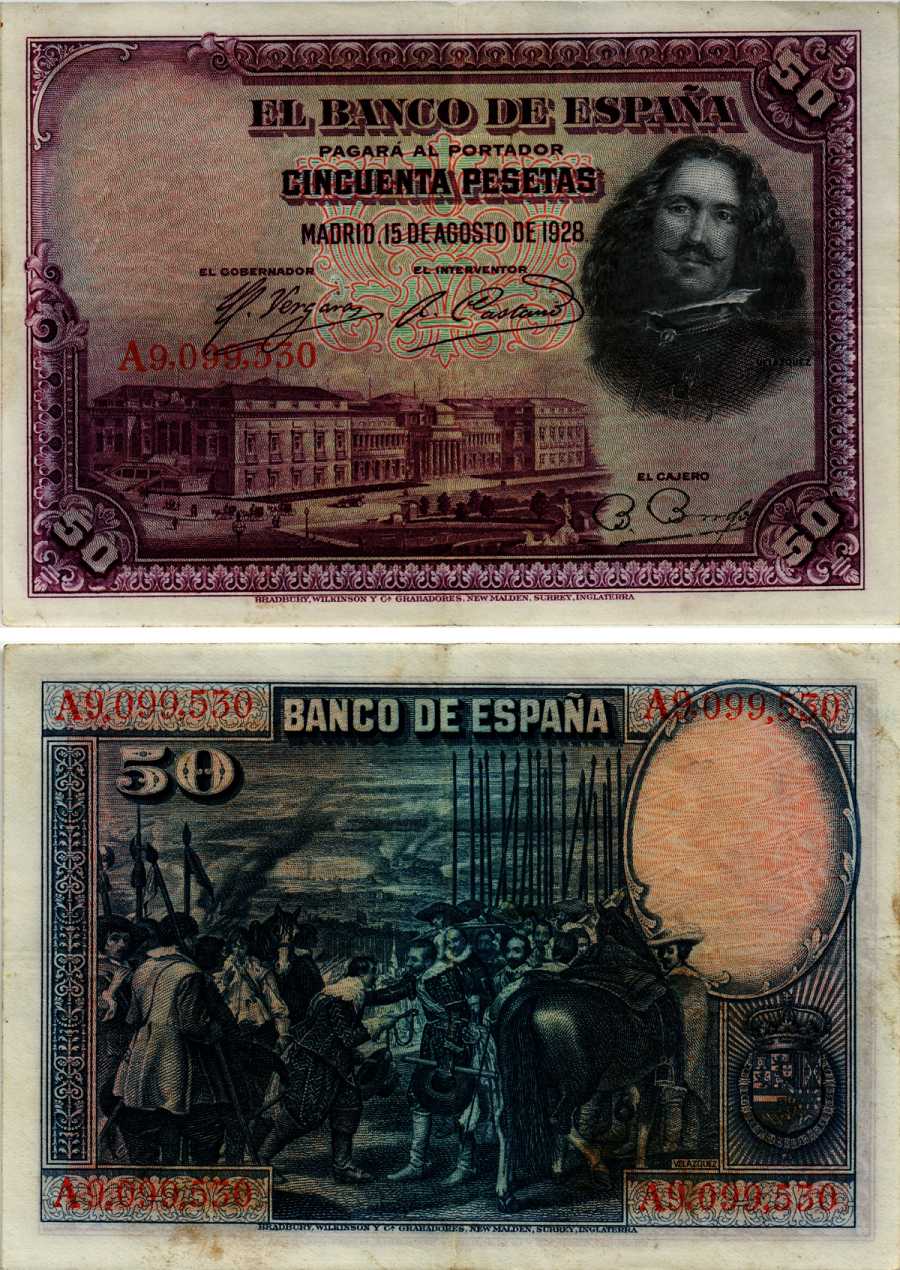 50
EL BANCO DE ESPAÑA
PAGARÁ AL PORTADOR
CINCUENTA PESETAS
MADRID, 15 DE AGOSTO DE 1928.
EL GOBERNADOR EL INTERVENTOR
A9,099,530
VELAZQUEZ
50
EL CAJERO
50
BRADBURY, WILKINSON Y Cª GRABADORES, NEW MALDEN, SURREY, INGLATERRA
A9,099,530 BANCO DE ESPAÑA A9,099,530
50
VELAZQUEZ
A9,099,530 A9,099,530
BRADBURY, WILKINSON Y Cª GRABADORES, NEW MALDEN, SURREY, INGLATERRA